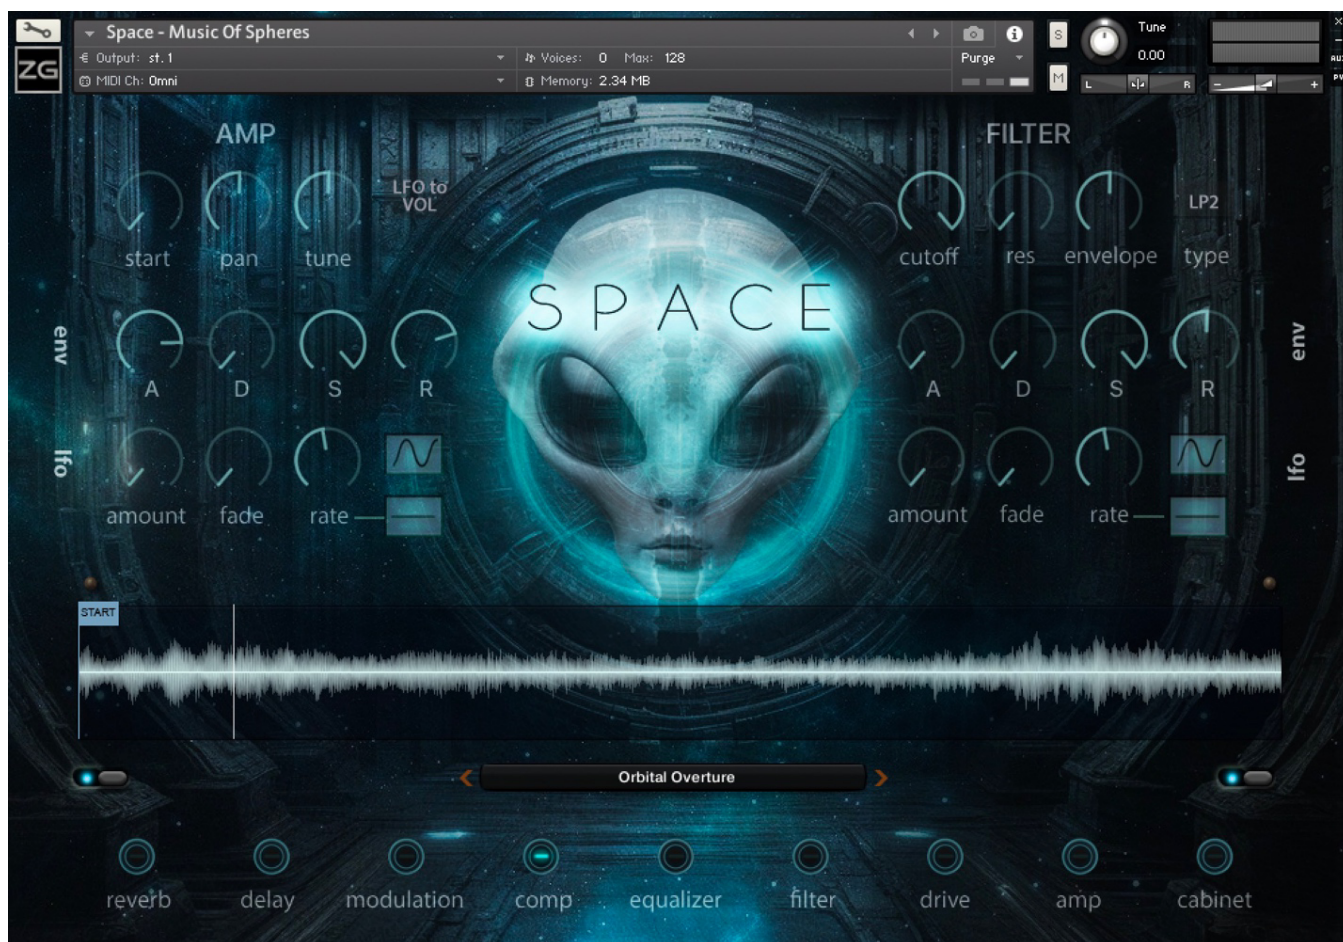 Space - Music Of Spheres
Output: st.1
Voices: 0 Max: 128
Purge
MIDI Ch: Omni
Memory: 2.34 MB
ZG
S
M
Tune
0.00
L
R
-
+
AUX
PV
AMP
FILTER
LFO to
VOL
LP2
start pan tune
cutoff res envelope type
SPACE
env
A D S R
A D S R
env
lfo
amount fade rate
amount fade rate
lfo
START
Orbital Overture
reverb delay modulation comp equalizer filter drive amp cabinet